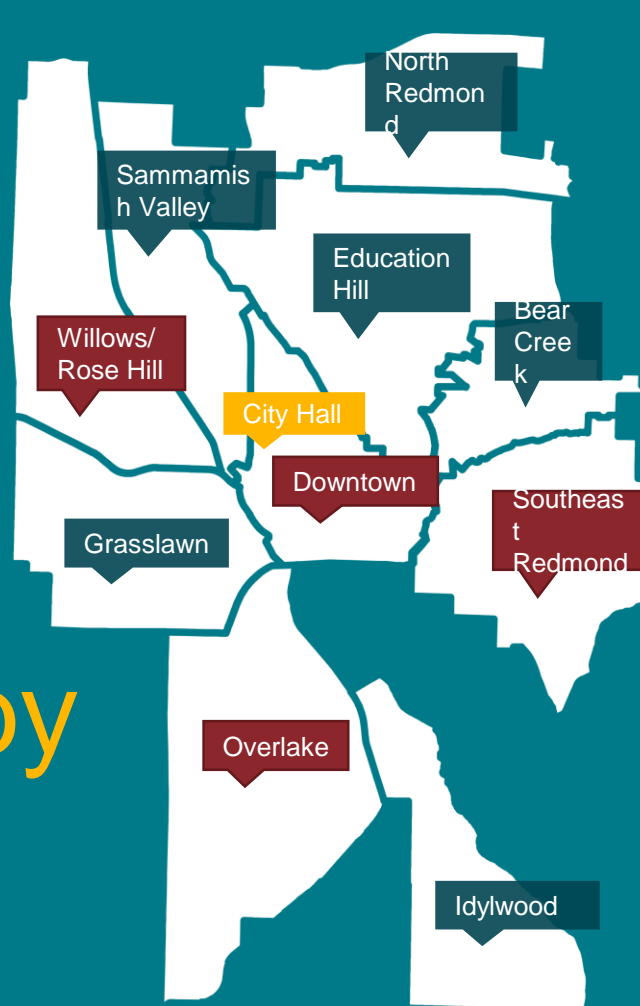 North
Redmon
d
Sammamis
h Valley
Education
Hill
Bear
Cree
k
Willows/
Rose Hill
City Hall
Downtown
Southeas
t
Redmond
Grasslawn
by
Overlake
Idylwood